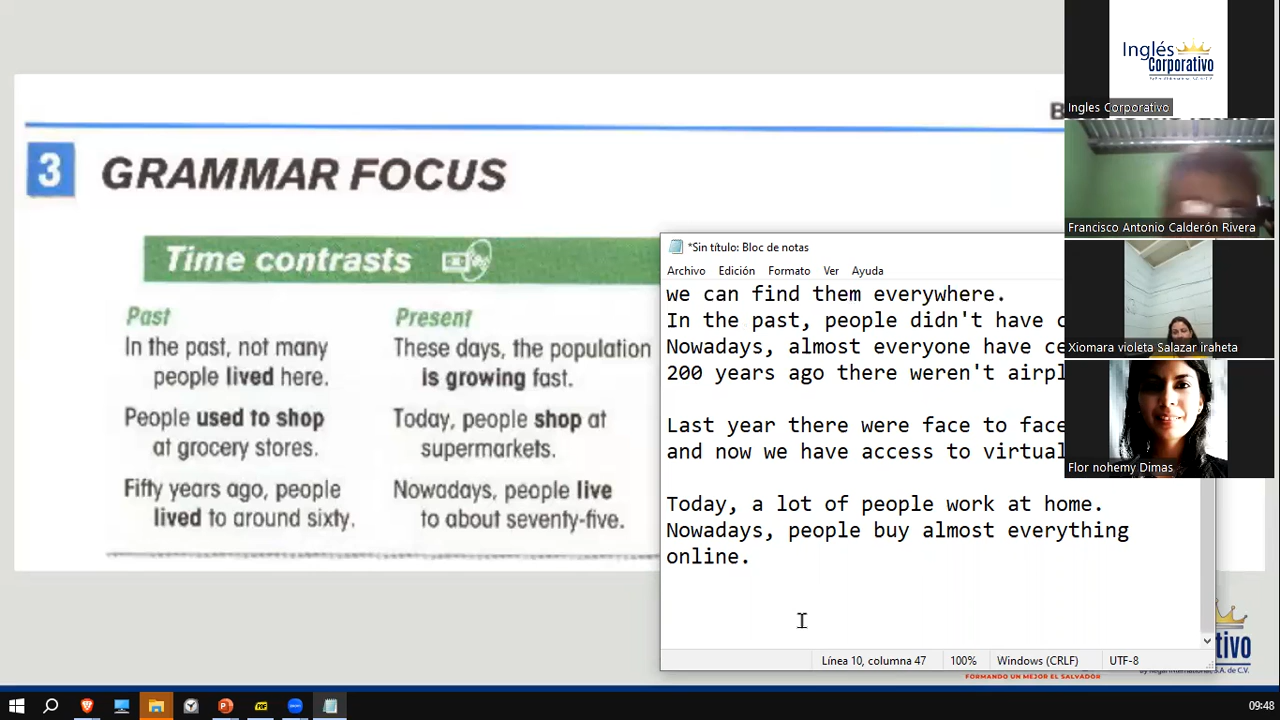 Inglés
Corporativo
Ingles Corporativo
3 GRAMMAR FOCUS
Time contrasts
Past
In the past, not many
people lived here.
People used to shop
at grocery stores.
Fifty years ago, people
lived to around sixty.
Present
These days, the population
is growing fast.
Today, people shop at
supermarkets.
Nowadays, people live
to about seventy-five.
*Sin título: Bloc de notas
Archivo Edición Formato Ver Ayuda
we can find them everywhere.
In the past, people didn't have
Nowadays, almost everyone have
200 years ago there weren't
Last year there were face to face
and now we have access to virtual
Today, a lot of people work at home.
Nowadays, people buy almost everything
online.
Línea 10, columna 47 100% Windows (CRLF) UTF-8
Francisco Antonio Calderón Rivera
Xiomara violeta Salazar iraheta
Flor nohemy Dimas
FORMANDO UN MEJOR EL SALVADOR
09:48